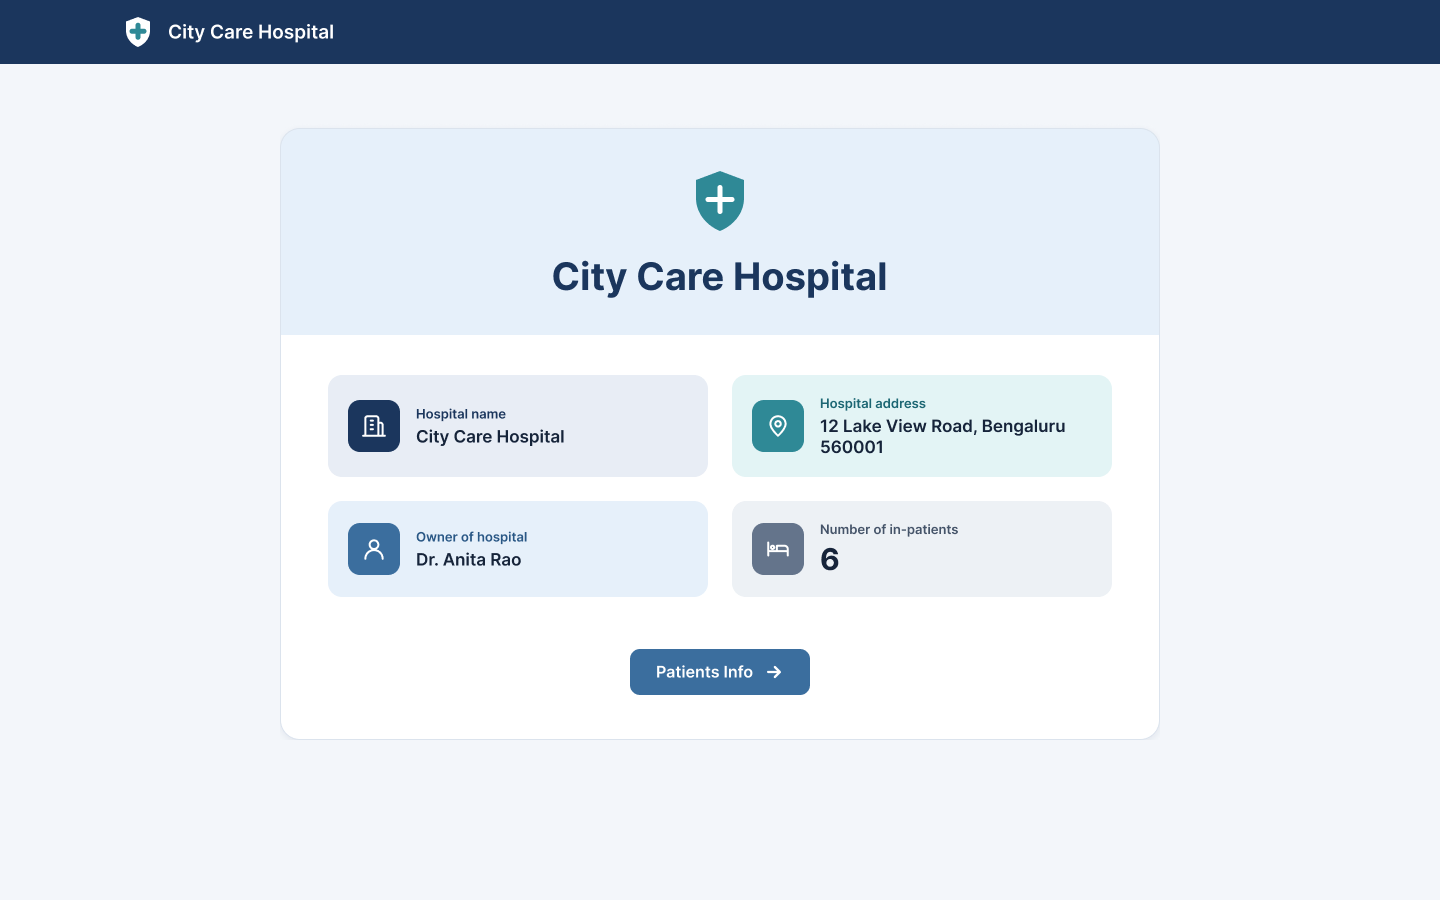 City Care Hospital
City Care Hospital
Hospital name
City Care Hospital
Hospital address
12 Lake View Road, Bengaluru
560001
Owner of hospital
Dr. Anita Rao
Number of in-patients
6
Patients Info